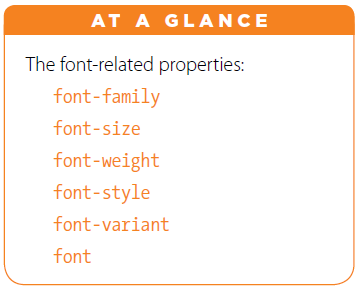 AT A GLANCE
The font-related properties:
font-family
font-size
font-weight
font-style
font-variant
font